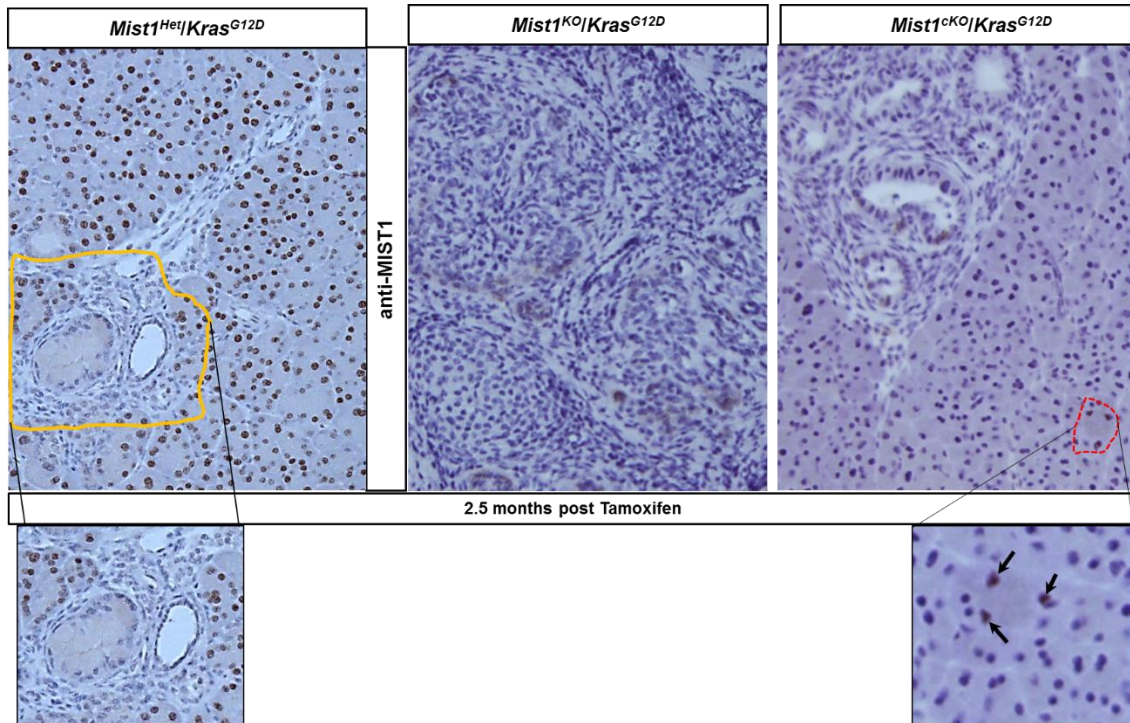 Mist1Het/KrasG12D
Mist1KO/KrasG12D
Mist1cKO/KrasG12D
anti-MIST1
2.5 months post Tamoxifen